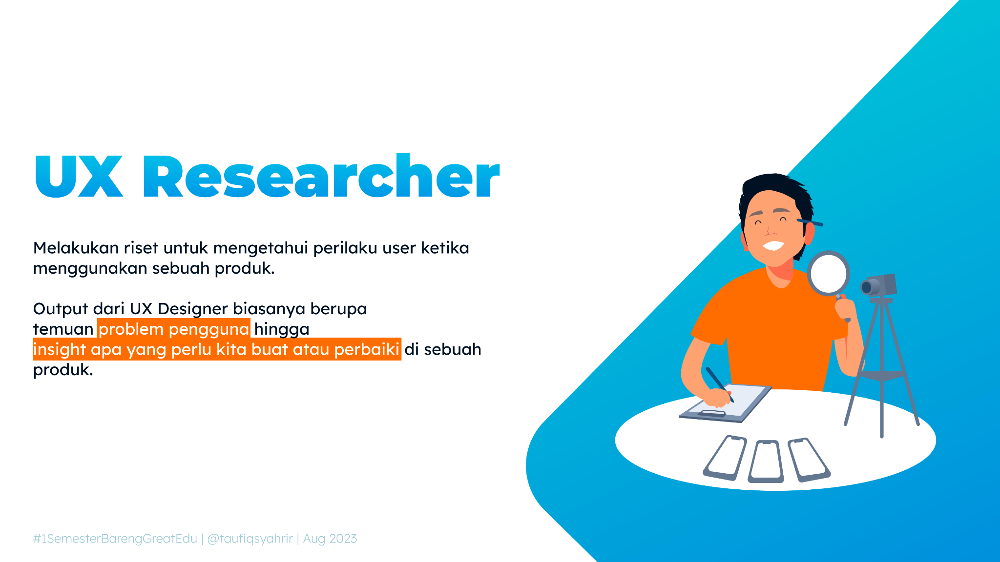 UX Researcher
Melakukan riset untuk mengetahui perilaku user ketika
menggunakan sebuah produk.
Output dari UX Designer biasanya berupa
temuan problem pengguna hingga
insight apa yang perlu kita buat atau perbaiki di sebuah
produk.
#1SemesterBarengGreatEdu | @taufiqsyahrir | Aug 2023